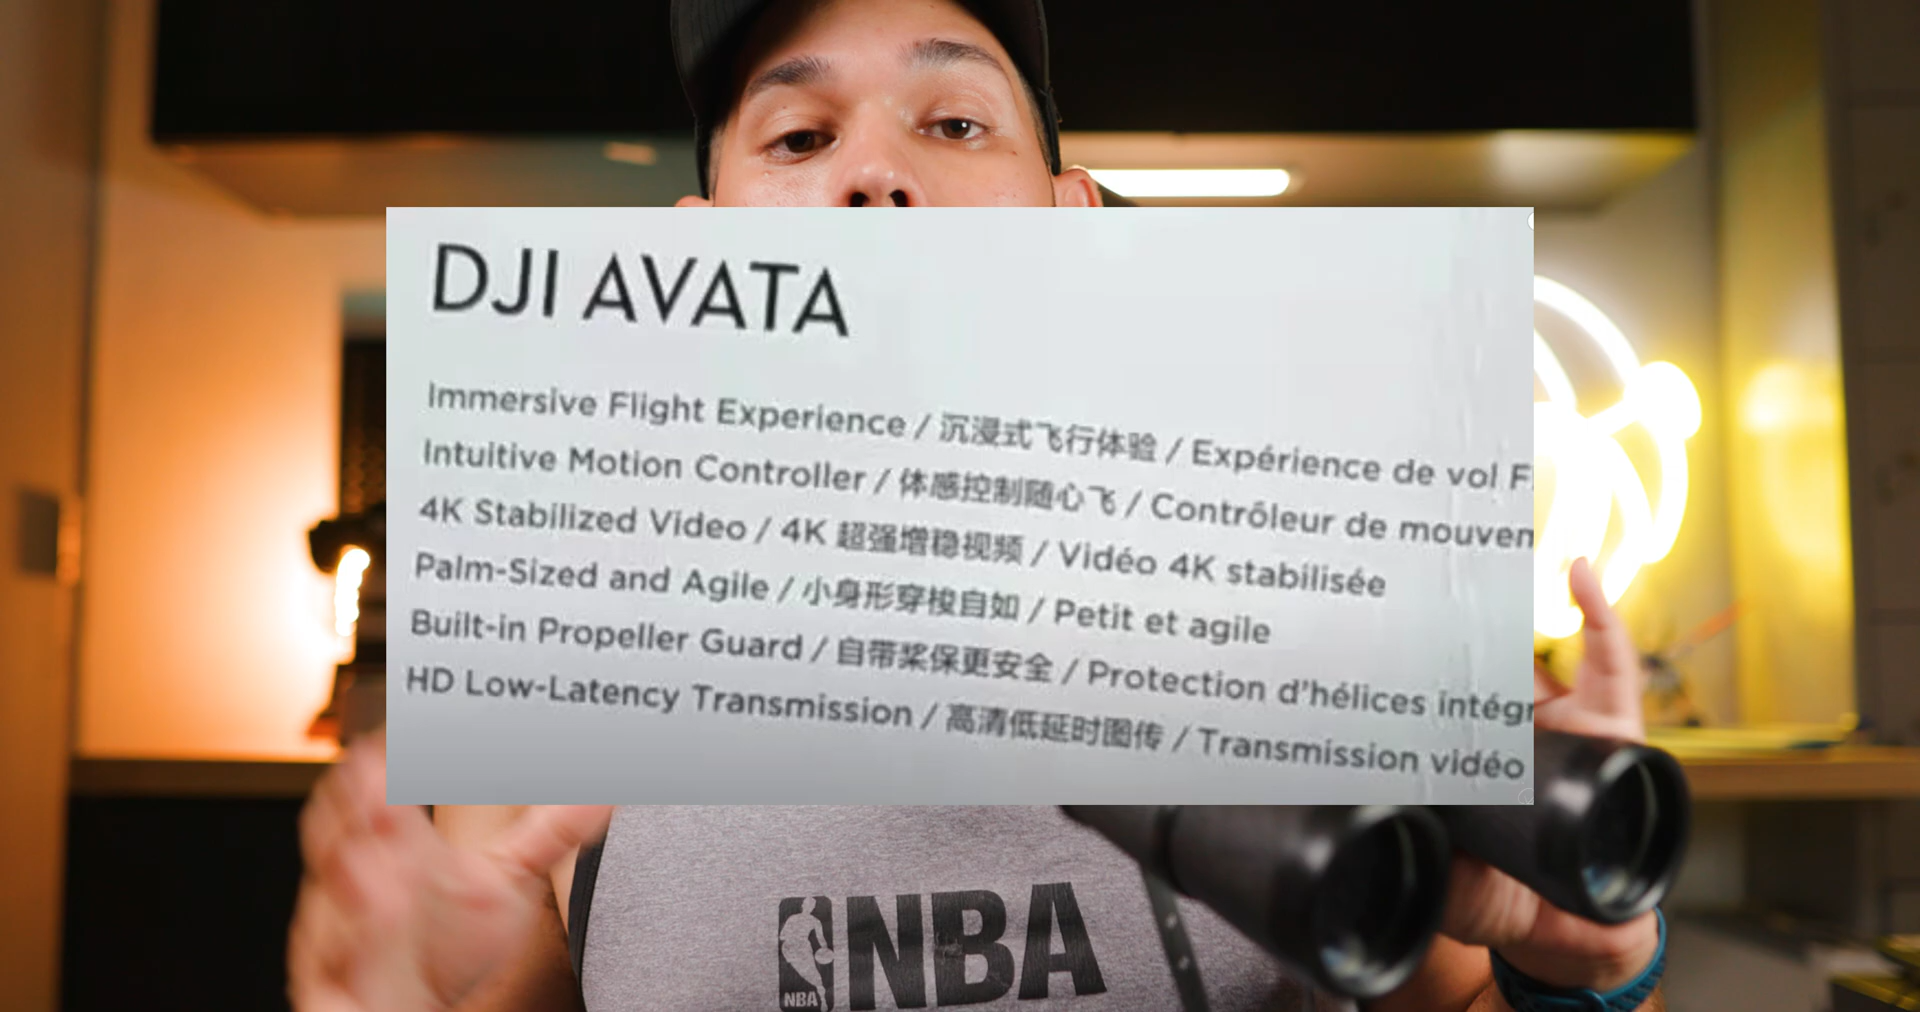 DJI AVATA
Immersive Flight Experience / 沉浸式飞行体验 / Expérience de vol
Intuitive Motion Controller / 体感控制随心飞 / Contrôleur de
4K Stabilized Video / 4K 超强增稳视频 / Vidéo 4K stabilisée
Palm-Sized and Agile / 小身形穿梭自如 / Petit et agile
Built-in Propeller Guard / 自带桨保更安全 / Protection d'hélices
HD Low-Latency Transmission / 高清低延时图传 / Transmission vidéo
NBA
NBA